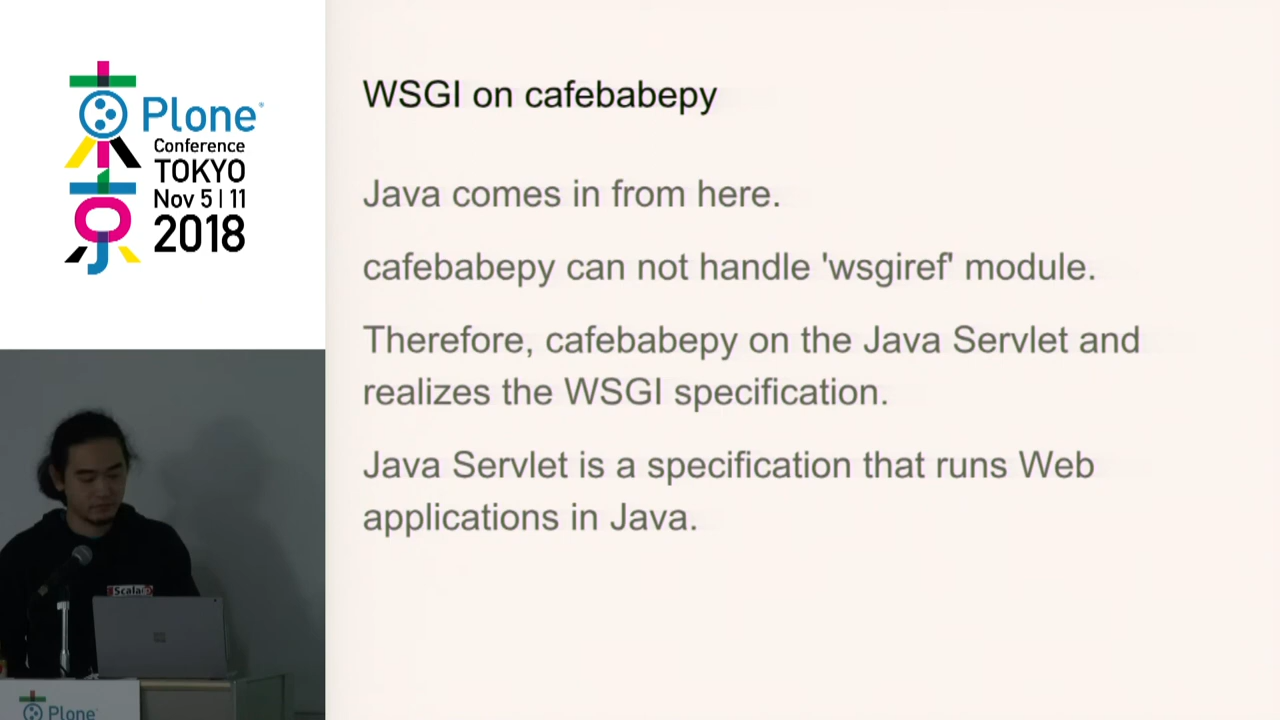 Plone
Conference
TOKYO
Nov 5 | 11
2018
WSGI on cafebabepy
Java comes in from here.
cafebabepy can not handle 'wsgiref' module.
Therefore, cafebabepy on the Java Servlet and
realizes the WSGI specification.
Java Servlet is a specification that runs Web
applications in Java.
Plone